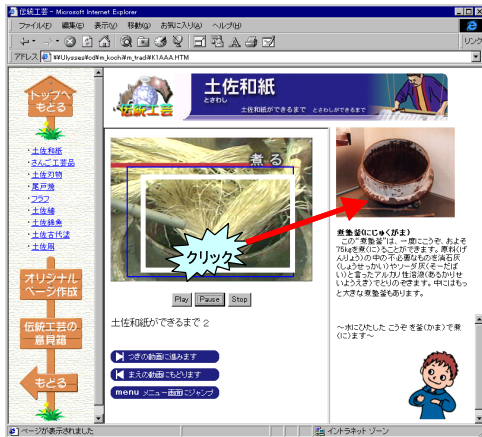 伝統工芸 - Microsoft Internet Explorer
ファイル(F) 編集(E) 表示(V) 移動(G) お気に入り(A) ヘルプ(H)
リンク
アドレス ¥¥Ulysses¥cd¥m_kochi¥m_trad¥K1AAA.HTM
トップへ
もどる
・土佐和紙
・さんご工芸品
・土佐刃物
・尾戸焼
・フラフ
・土佐紬
・土佐錦魚
・土佐古代塗
・土佐凧
オリジナル
ページ作成
伝統工芸の
意見箱
もどる
伝統工芸
土佐和紙
とさわし
土佐和紙ができるまで とさわしができるまで
煮る
クリック
Play Pause Stop
土佐和紙ができるまで 2
つぎの動画に進みます
まえの動画にもどります
menu メニュー画面にジャンプ
煮塾釜(にじゅくがま)
この“煮塾釜”は、一度にこうぞ、およそ
75kgを煮(に)ることができます。原料(げ
んりょう)の中の不必要なものを消石灰
(しょうせっかい)やソーダ灰(そーだば
い)と言ったアルカリ性溶液(あるかりせ
いようえき)でとりのぞきます。中にはもっ
と大きな煮塾釜もあります。
～水にひたした こうぞ を釜(かま)で煮
(に)ます～
ページが表示されました
イントラネット ゾーン